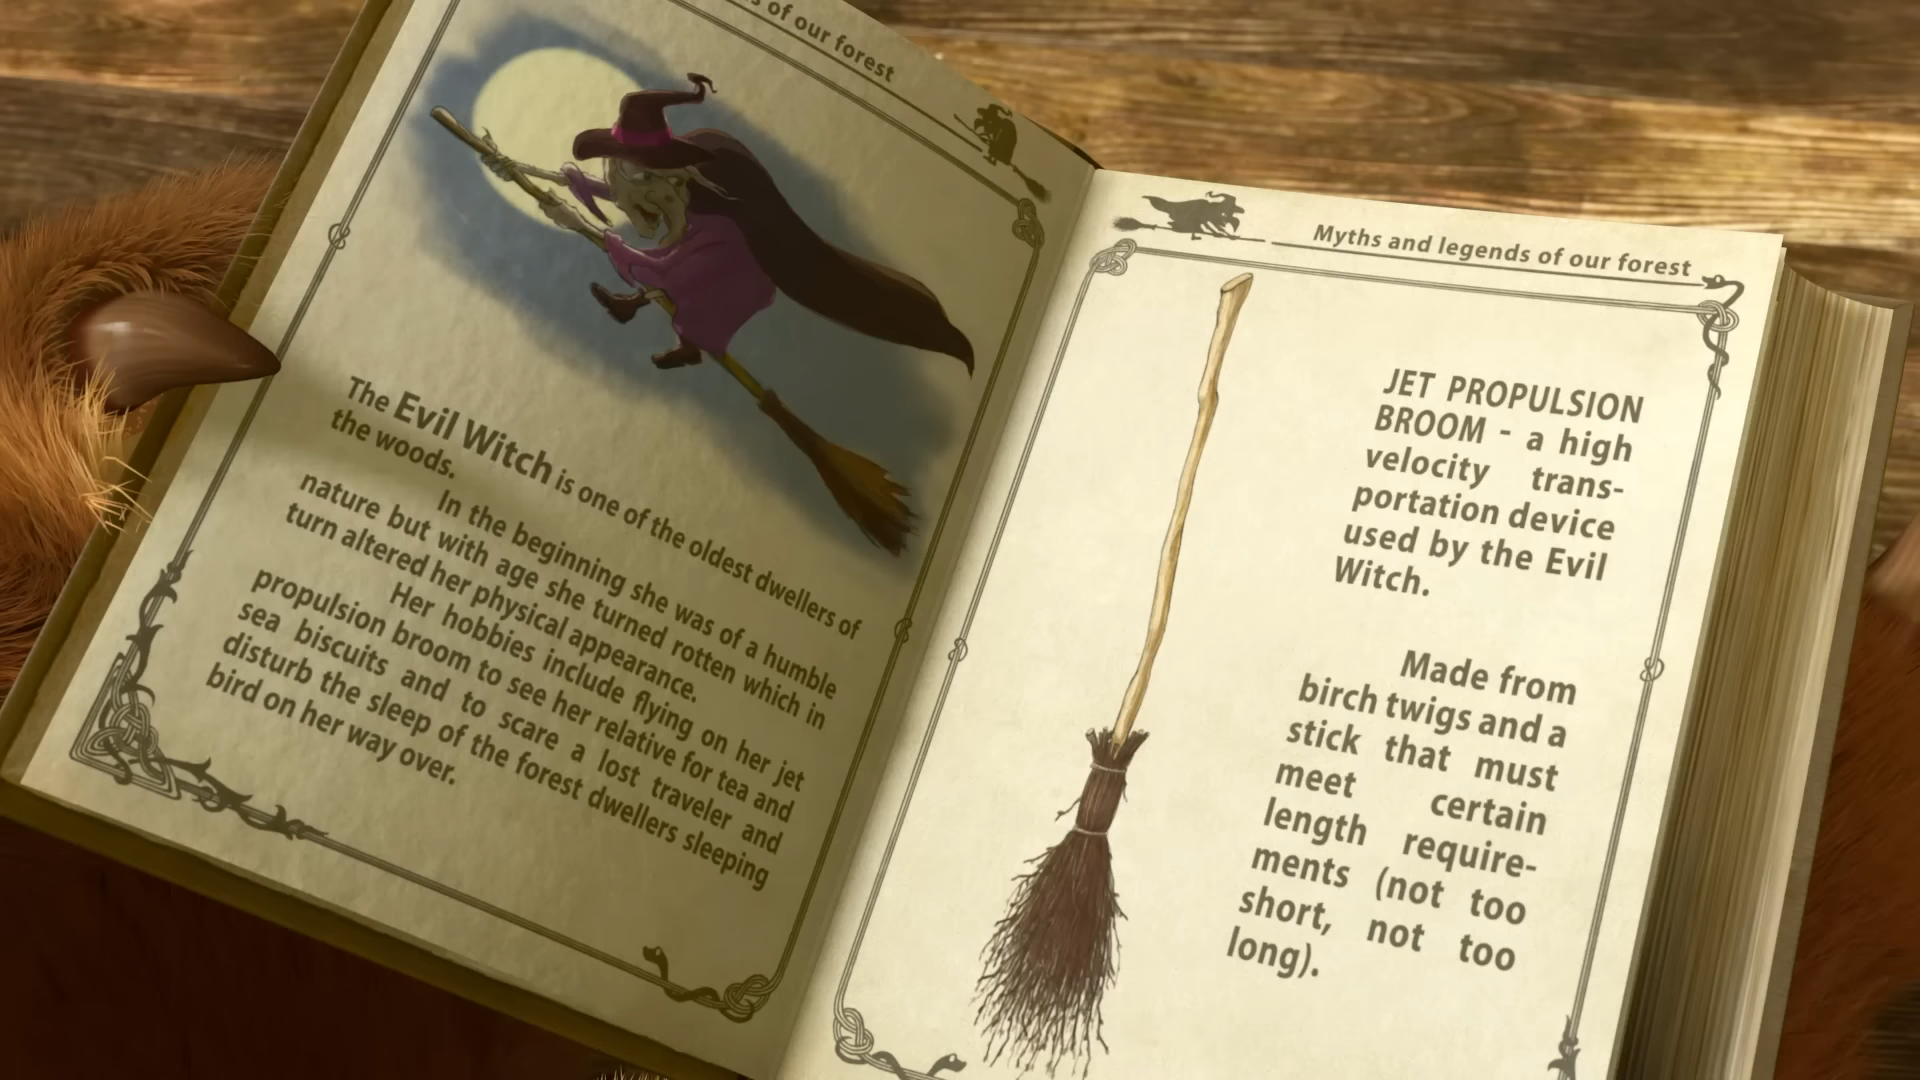 of our forest
The Evil Witch is one of the oldest dwellers of
the woods.
In the beginning she was of a humble
nature but with age she turned rotten which in
turn altered her physical appearance.
Her hobbies include flying on her jet
propulsion broom to see her relative for tea and
sea biscuits and to scare a lost traveler and
disturb the sleep of the forest dwellers sleeping
bird on her way over.
Myths and legends of our forest
JET PROPULSION
BROOM - a high
velocity trans-
portation device
used by the Evil
Witch.
Made from
birch twigs and a
stick that must
meet certain
length require-
ments (not too
short, not too
long).